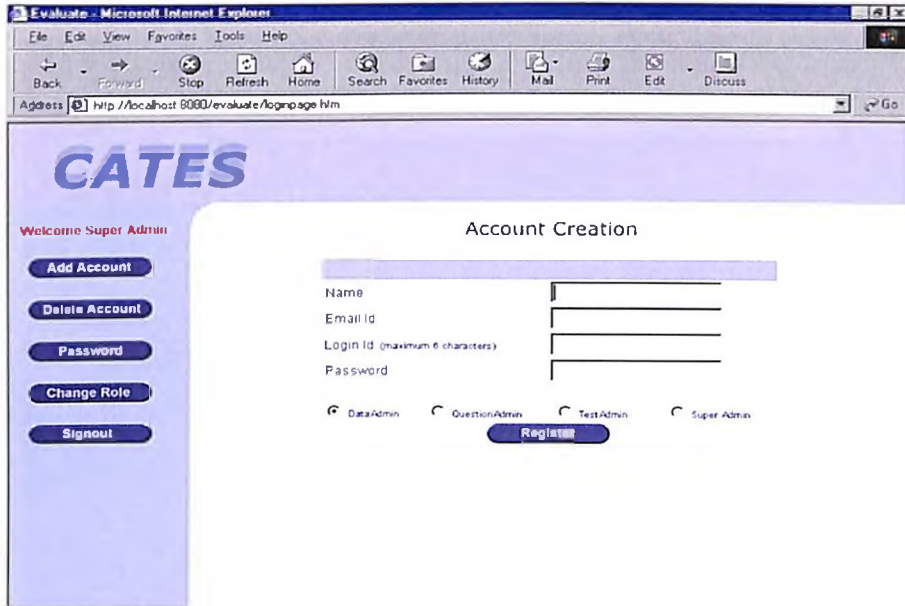 Evaluate - Microsoft Internet Explorer
File Edit View Favorites Tools Help
Back Forward Stop Refresh Home Search Favorites History Mail Print Edit Discuss
Address http://localhost:8080/evaluate/loginpage.htm Go
CATES
Welcome Super Admin
Add Account
Delete Account
Password
Change Role
Signout
Account Creation
Name
Email Id
Login Id (maximum 6 characters)
Password
DataAdmin QuestionAdmin TestAdmin Super Admin
Register